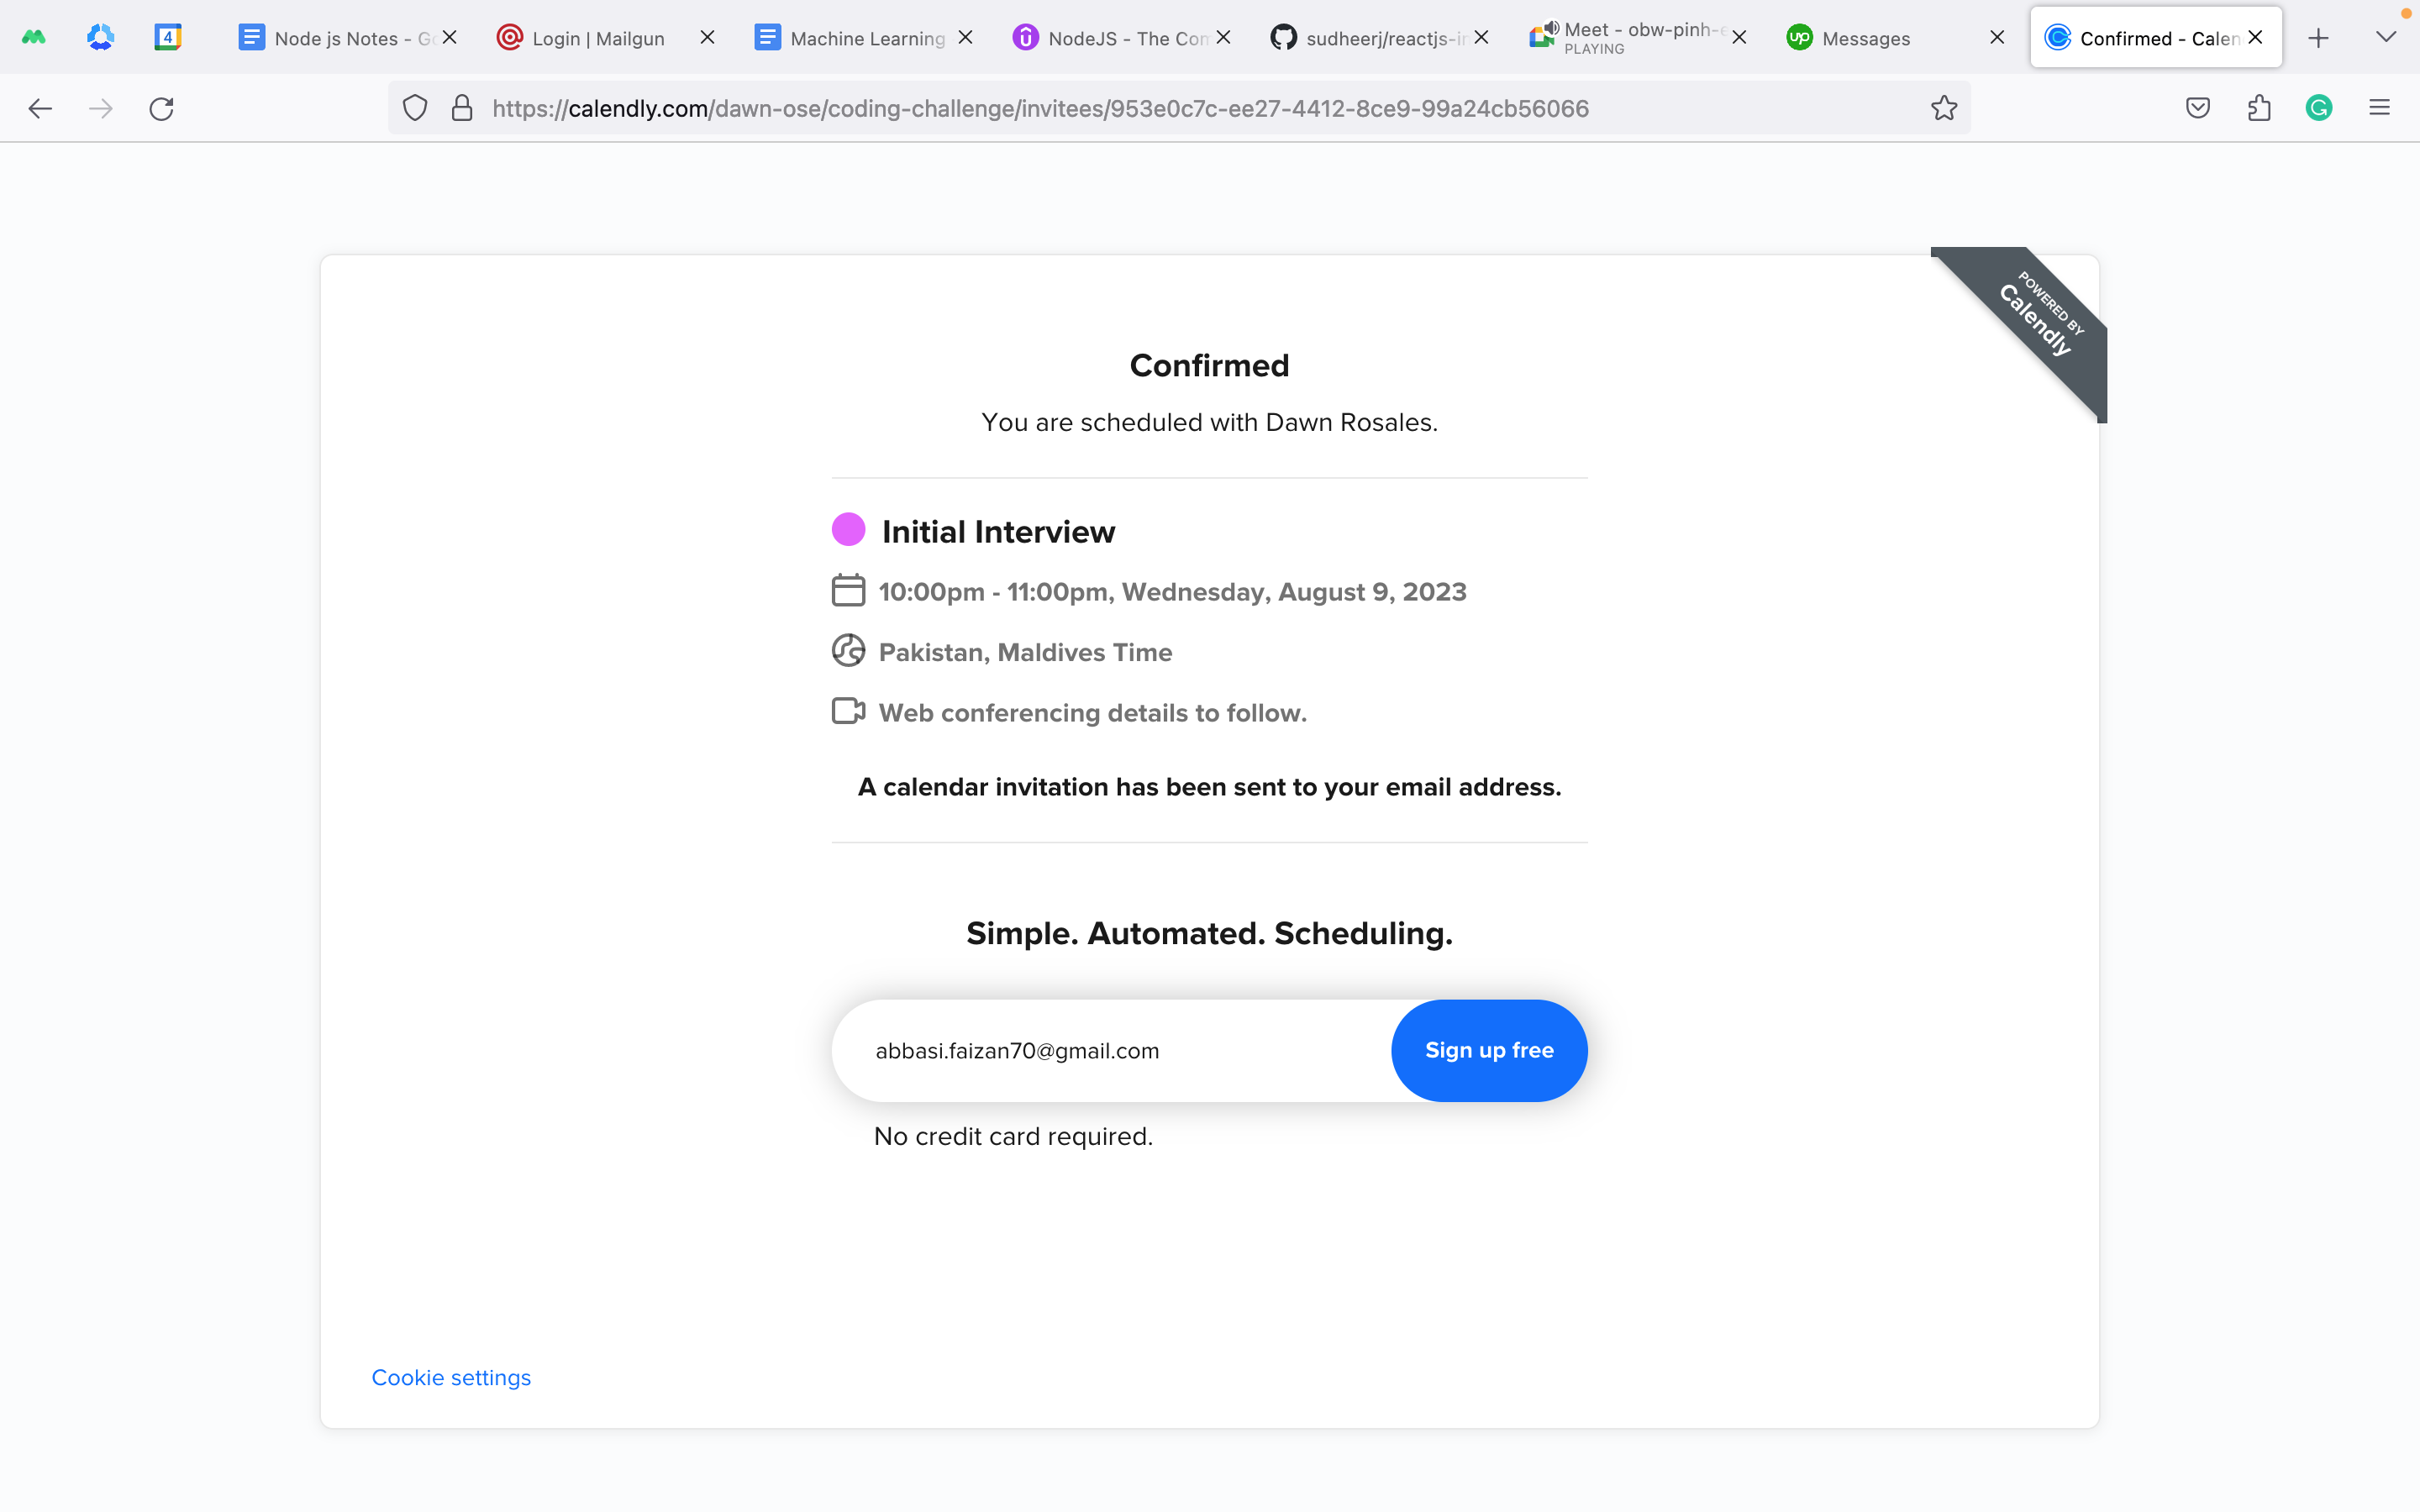 4
Node js Notes - G
Login | Mailgun
Machine Learning
NodeJS - The Com
sudheerj/reactjs-in
Meet - obw-pinh-e
PLAYING
up
Messages
Confirmed - Calen
https://calendly.com/dawn-ose/coding-challenge/invitees/953e0c7c-ee27-4412-8ce9-99a24cb56066
POWERED BY
Calendly
Confirmed
You are scheduled with Dawn Rosales.
Initial Interview
10:00pm - 11:00pm, Wednesday, August 9, 2023
Pakistan, Maldives Time
Web conferencing details to follow.
A calendar invitation has been sent to your email address.
Simple. Automated. Scheduling.
abbasi.faizan70@gmail.com
Sign up free
No credit card required.
Cookie settings